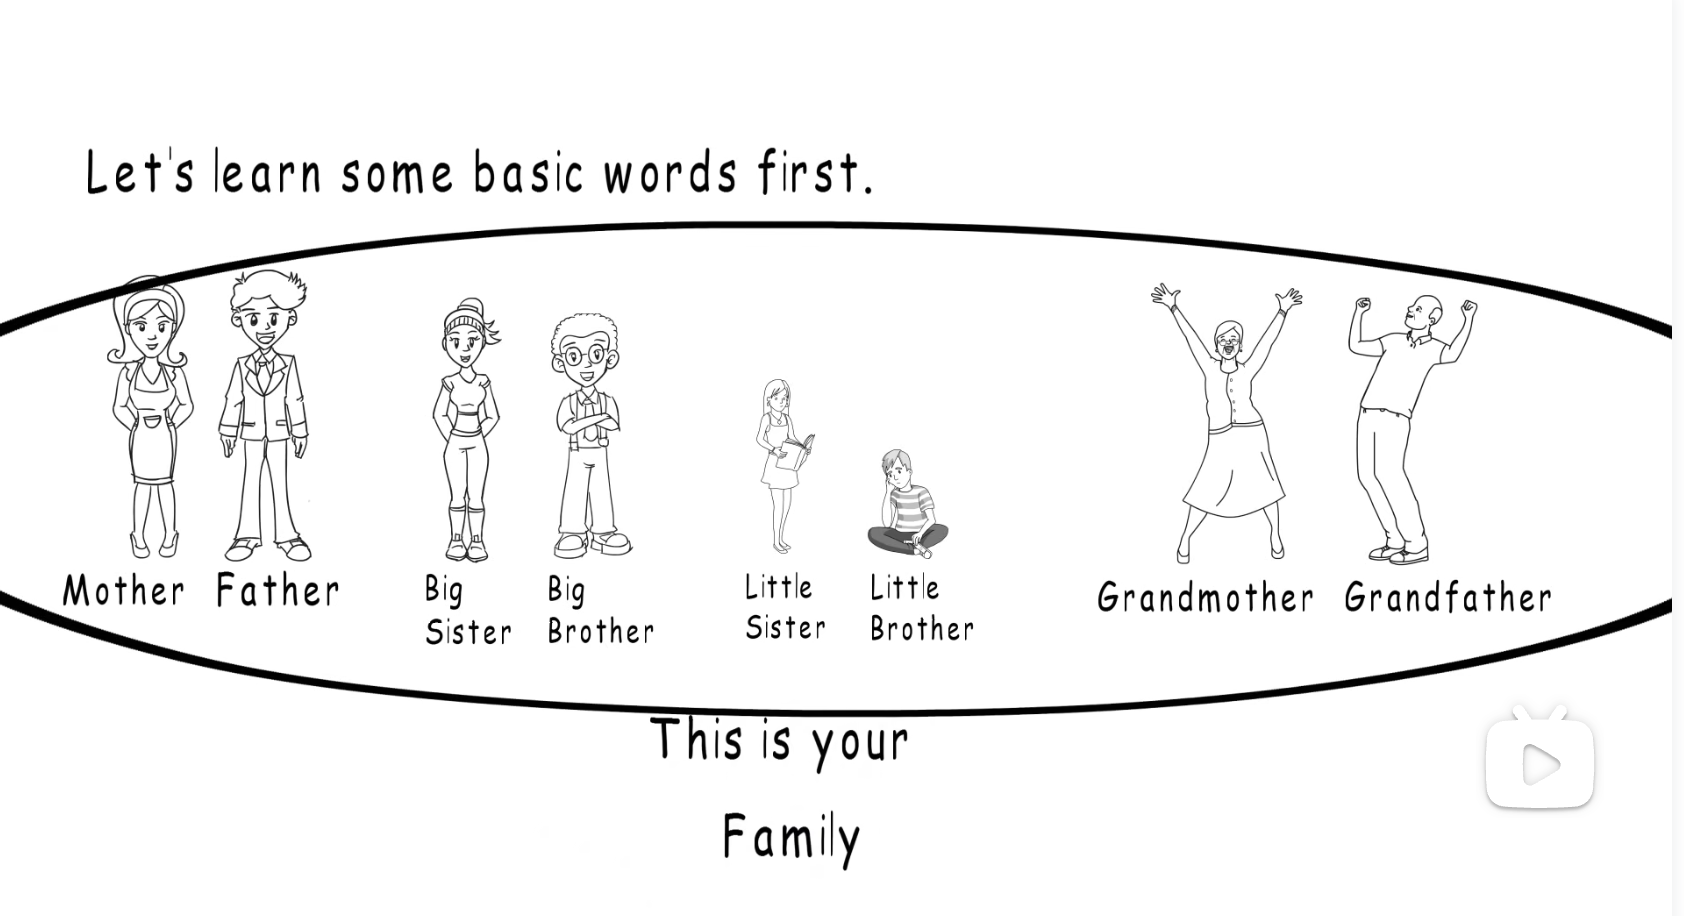 Let's learn some basic words first.
Mother Father
Big Sister
Big Brother
Little Sister
Little Brother
Grandmother Grandfather
This is your
Family